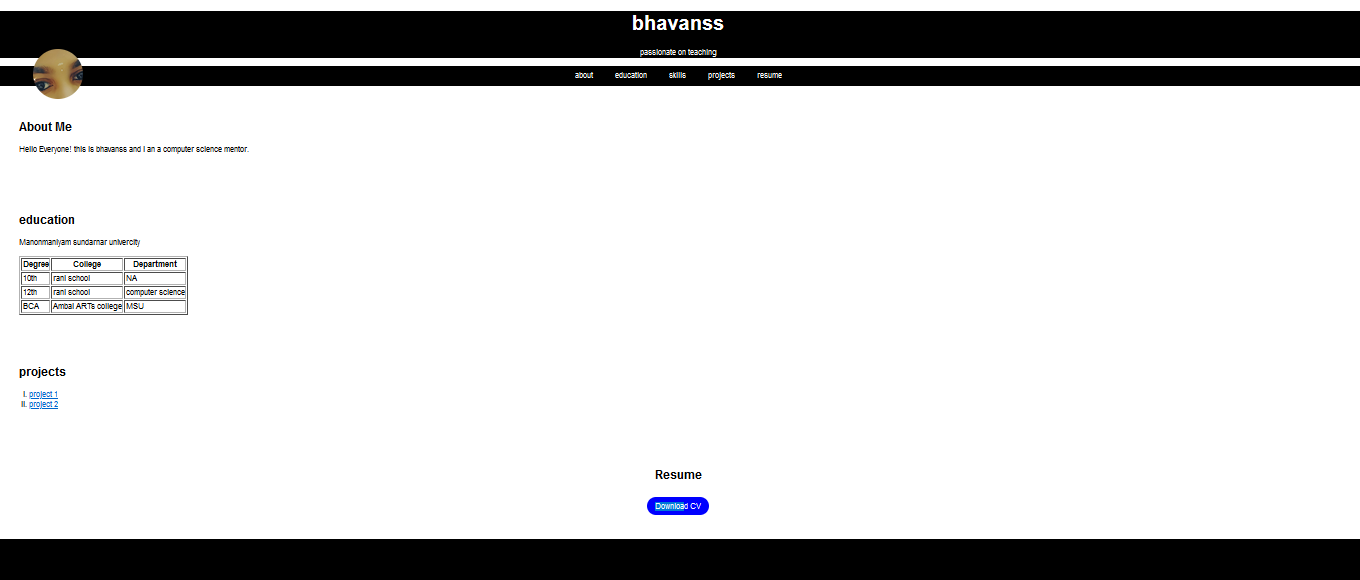 bhavanss
passionate on teaching
about education skills projects resume
About Me
Hello Everyone! this is bhavanss and i an a computer science mentor.
education
Manonmaniyam sundarnar univercity
Degree College Department
10th rani school NA
12th rani school computer science
BCA Ambal ARTs college MSU
projects
I. project 1
II. project 2
Resume
Download CV